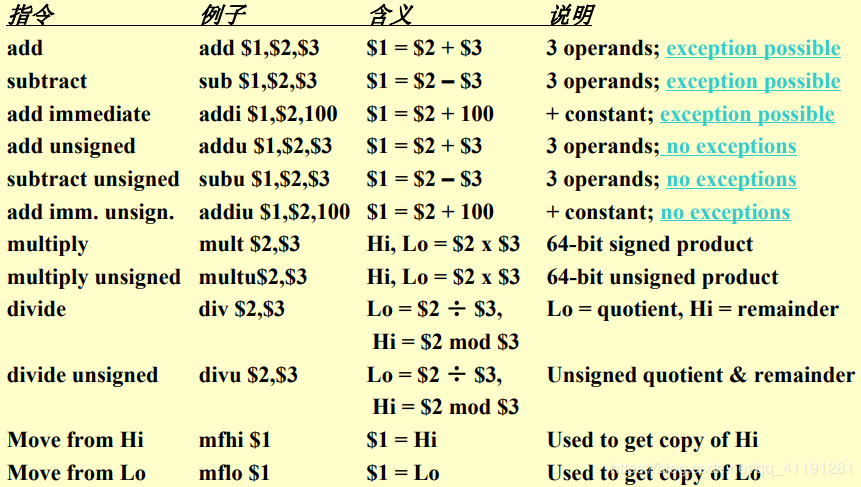 指令 例子 含义 说明
add add $1,$2,$3 $1 = $2 + $3 3 operands; exception possible
subtract sub $1,$2,$3 $1 = $2 – $3 3 operands; exception possible
add immediate addi $1,$2,100 $1 = $2 + 100 + constant; exception possible
add unsigned addu $1,$2,$3 $1 = $2 + $3 3 operands; no exceptions
subtract unsigned subu $1,$2,$3 $1 = $2 – $3 3 operands; no exceptions
add imm. unsign. addiu $1,$2,100 $1 = $2 + 100 + constant; no exceptions
multiply mult $2,$3 Hi, Lo = $2 x $3 64-bit signed product
multiply unsigned multu$2,$3 Hi, Lo = $2 x $3 64-bit unsigned product
divide div $2,$3 Lo = $2 ÷ $3, Lo = quotient, Hi = remainder
Hi = $2 mod $3
divide unsigned divu $2,$3 Lo = $2 ÷ $3, Unsigned quotient & remainder
Hi = $2 mod $3
Move from Hi mfhi $1 $1 = Hi Used to get copy of Hi
Move from Lo mflo $1 $1 = Lo Used to get copy of Lo